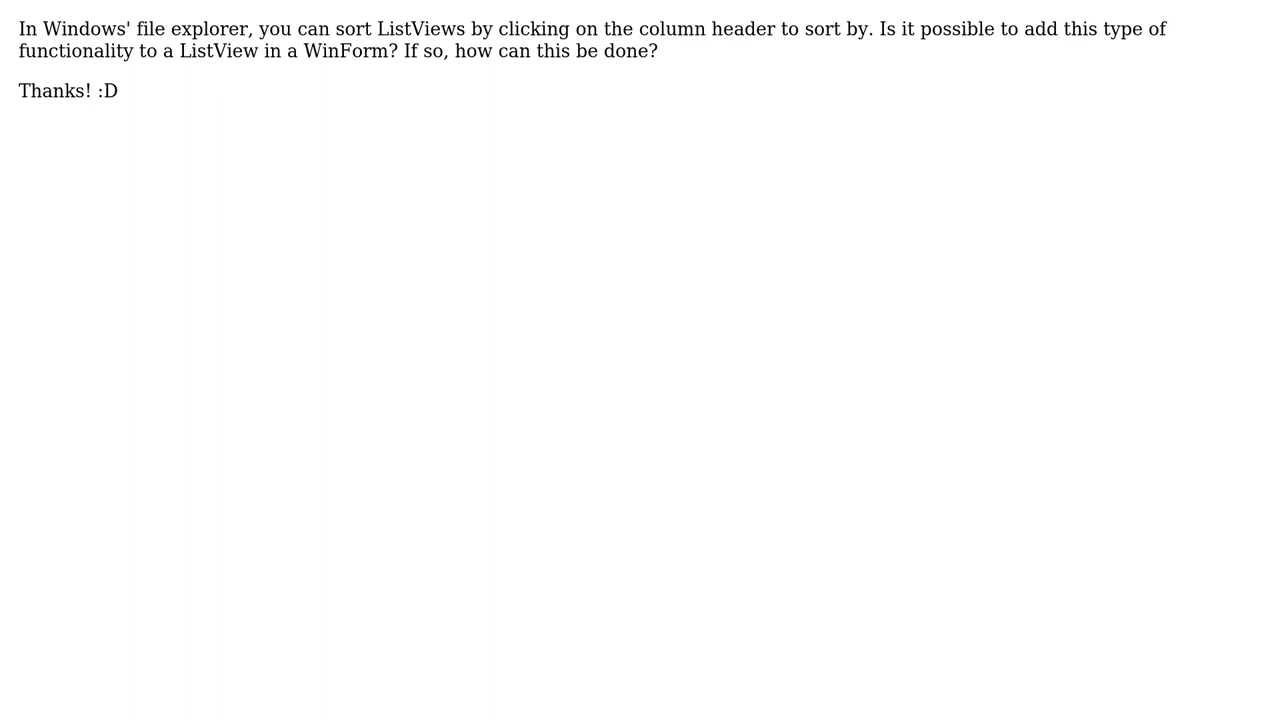 In Windows' file explorer, you can sort ListViews by clicking on the column header to sort by. Is it possible to add this type of
functionality to a ListView in a WinForm? If so, how can this be done?
Thanks! :D